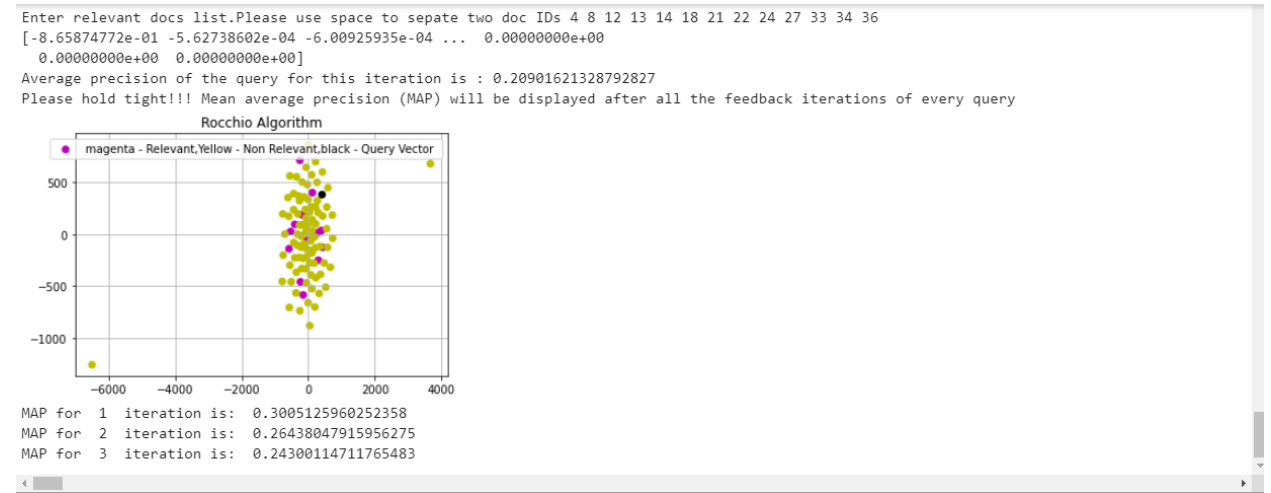 Enter relevant docs list.Please use space to sepate two doc IDs 4 8 12 13 14 18 21 22 24 27 33 34 36
[-8.65874772e-01 -5.62738602e-04 -6.00925935e-04 ... 0.00000000e+00
0.00000000e+00 0.00000000e+00]
Average precision of the query for this iteration is : 0.20901621328792827
Please hold tight!!! Mean average precision (MAP) will be displayed after all the feedback iterations of every query
Rocchio Algorithm
magenta - Relevant,Yellow - Non Relevant,black - Query Vector
500
0
−500
−1000
−6000 −4000 −2000 0 2000 4000
MAP for 1 iteration is: 0.3005125960252358
MAP for 2 iteration is: 0.26438047915956275
MAP for 3 iteration is: 0.24300114711765483